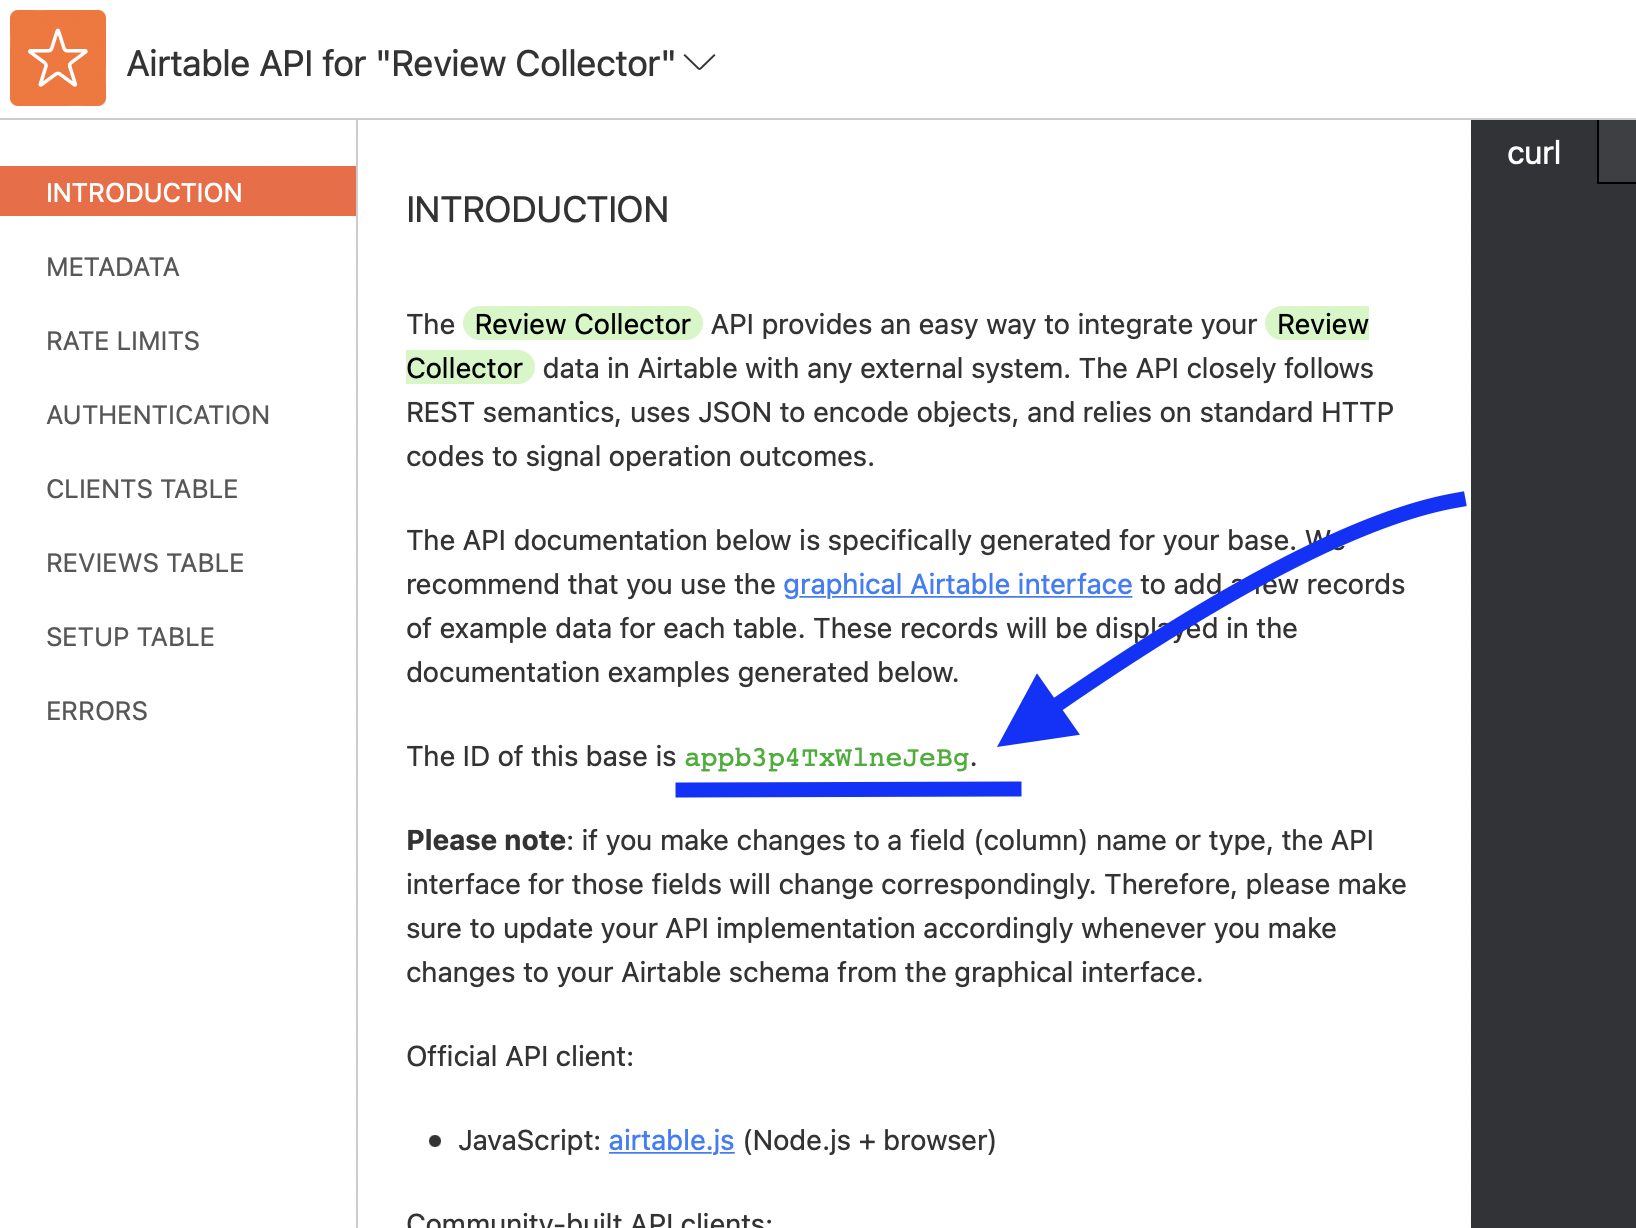 Airtable API for "Review Collector"
INTRODUCTION
METADATA
RATE LIMITS
AUTHENTICATION
CLIENTS TABLE
REVIEWS TABLE
SETUP TABLE
ERRORS
INTRODUCTION
The Review Collector API provides an easy way to integrate your Review
Collector data in Airtable with any external system. The API closely follows
REST semantics, uses JSON to encode objects, and relies on standard HTTP
codes to signal operation outcomes.
The API documentation below is specifically generated for your base. We
recommend that you use the graphical Airtable interface to add a few records
of example data for each table. These records will be displayed in the
documentation examples generated below.
The ID of this base is appb3p4TxWlneJeBg.
Please note: if you make changes to a field (column) name or type, the API
interface for those fields will change correspondingly. Therefore, please make
sure to update your API implementation accordingly whenever you make
changes to your Airtable schema from the graphical interface.
Official API client:
• JavaScript: airtable.js (Node.js + browser)
Community-built API clients:
curl